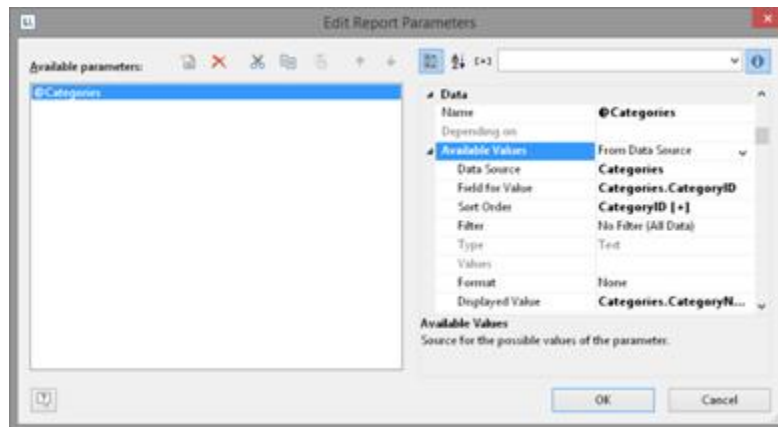 Edit Report Parameters
Available parameters:
@Categories
Data
Name @Categories
Depending on
Available Values From Data Source
Data Source Categories
Field for Value Categories.CategoryID
Sort Order CategoryID [+]
Filter No Filter (All Data)
Type Text
Values
Format None
Displayed Value Categories.CategoryN...
Available Values
Source for the possible values of the parameter.
OK Cancel